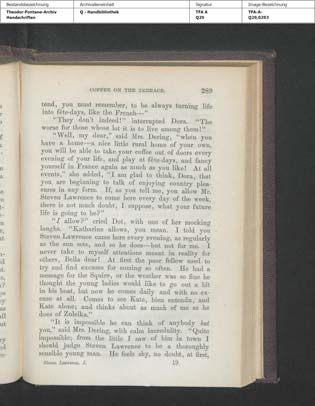 Bestandsbezeichnung Archivalieneinheit Signatur Image-Bezeichnung
Theodor-Fontane-Archiv Q - Handbibliothek TFA A TFA-A-
Handschriften Q29 Q29,0293
COFFEE ON THE TERRACE. 289
tend, you must remember, to be always turning life
into fête-days, like the French—"
"They don't indeed!" interrupted Dora. "The
worse for those whose lot it is to live among them!"
"Well, my dear," said Mrs. Dering, "when you
have a home—a nice little rural home of your own,
you will be able to take your coffee out of doors every
evening of your life, and play at fête-days, and fancy
yourself in France again as much as you like! At all
events," she added, "I am glad to think, Dora, that
you are beginning to talk of enjoying country plea-
sures in any form. If, as you tell me, you allow Mr.
Steven Lawrence to come here every day of the week,
there is not much doubt, I suppose, what your future
life is going to be?"
"I allow?" cried Dot, with one of her mocking
laughs. "Katharine allows, you mean. I told you
Steven Lawrence came here every evening, as regularly
as the sun sets, and so he does—but not for me. I
never take to myself attentions meant in reality for
others, Bella dear! At first the poor fellow used to
try and find excuses for coming so often. He had a
message for the Squire, or the weather was so fine he
thought the young ladies would like to go out a bit
in his boat, but now he comes daily and with no ex-
cuse at all. Comes to see Kate, bien entendu, and
Kate alone; and thinks about as much of me as he
does of Zuleika."
"It is impossible he can think of anybody but
you," said Mrs. Dering, with calm incredulity. "Quite
impossible; from the little I saw of him in town I
should judge Steven Lawrence to be a thoroughly
sensible young man. He feels shy, no doubt, at first,
Steven Lawrence. I. 19